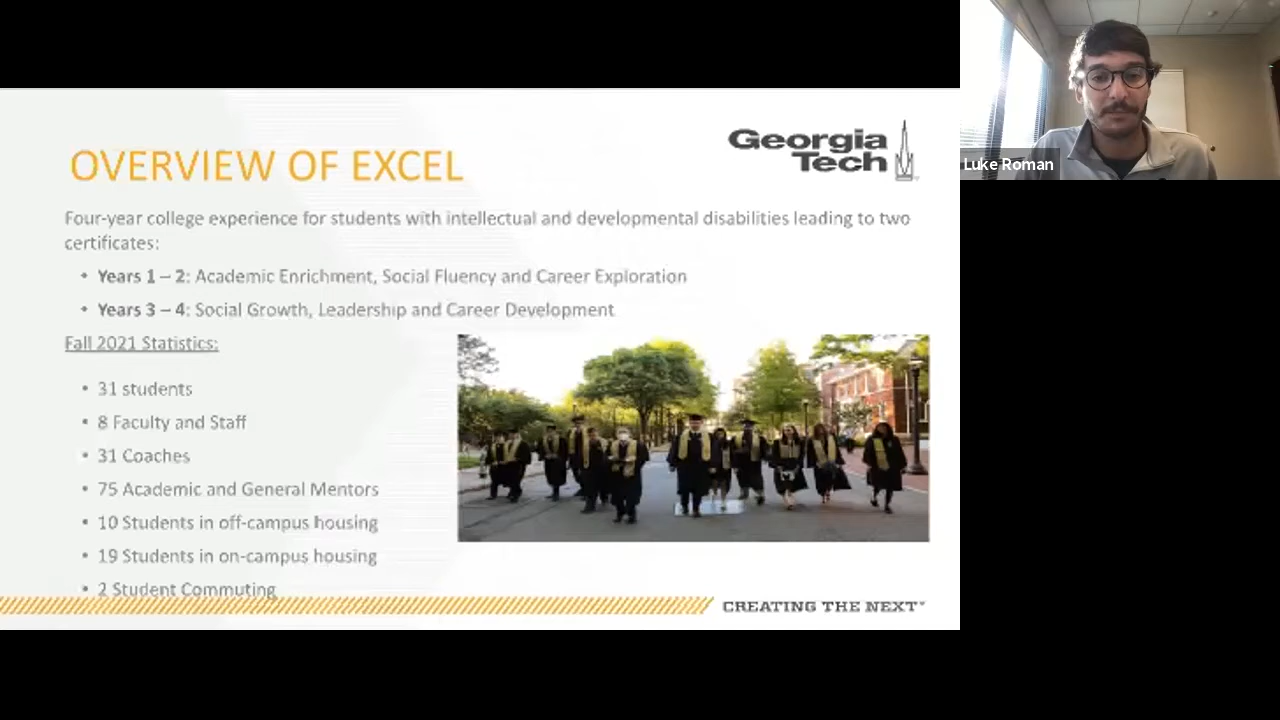 OVERVIEW OF EXCEL
Georgia
Tech
Four-year college experience for students with intellectual and developmental disabilities leading to two
certificates:
• Years 1 – 2: Academic Enrichment, Social Fluency and Career Exploration
• Years 3 – 4: Social Growth, Leadership and Career Development
Fall 2021 Statistics:
• 31 students
• 8 Faculty and Staff
• 31 Coaches
• 75 Academic and General Mentors
• 10 Students in off-campus housing
• 19 Students in on-campus housing
• 2 Student Commuting
CREATING THE NEXT
Luke Roman